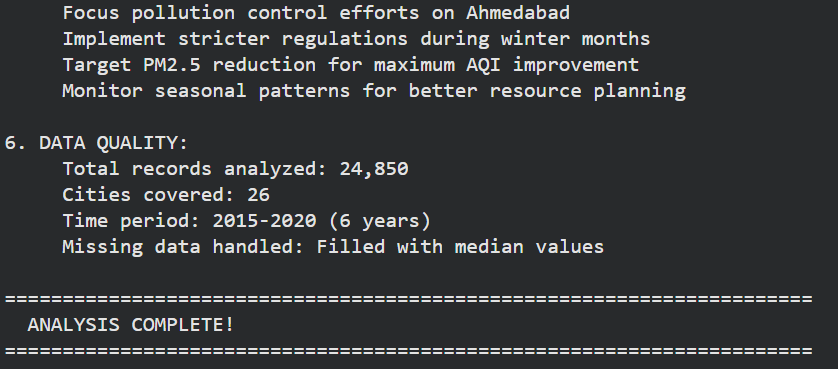 Focus pollution control efforts on Ahmedabad
Implement stricter regulations during winter months
Target PM2.5 reduction for maximum AQI improvement
Monitor seasonal patterns for better resource planning
6. DATA QUALITY:
Total records analyzed: 24,850
Cities covered: 26
Time period: 2015-2020 (6 years)
Missing data handled: Filled with median values
======================================================================
ANALYSIS COMPLETE!
======================================================================